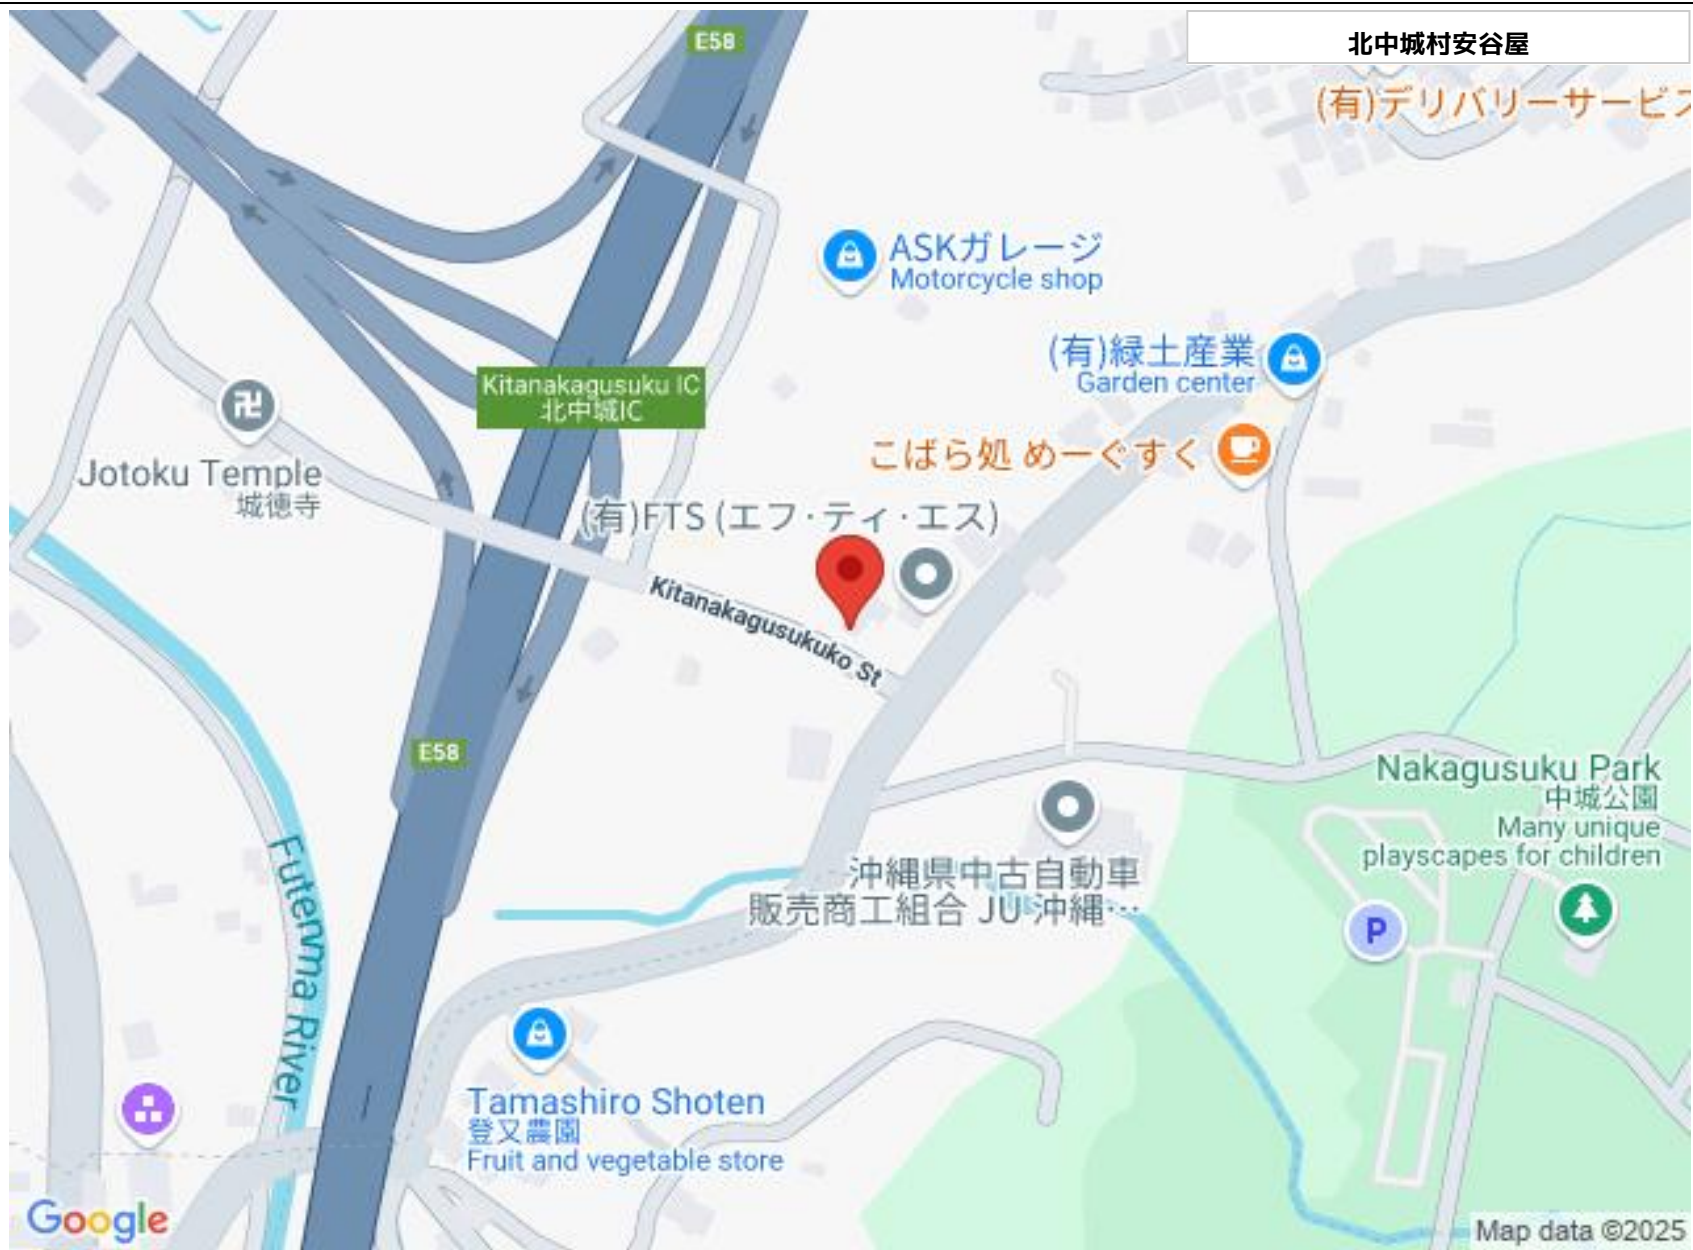 E58
北中城村安谷屋
(有)デリバリーサービス
ASKガレージ
Motorcycle shop
(有)緑土産業
Garden center
Kitanakagusuku IC
北中城IC
こばら処 めーぐすく
Jotoku Temple
城徳寺
(有)FTS (エフ・ティ・エス)
Kitanakagusukuko St
E58
Nakagusuku Park
中城公園
Many unique
playscapes for children
沖縄県中古自動車
販売商工組合 JU 沖縄…
P
Futenma River
Tamashiro Shoten
登又農園
Fruit and vegetable store
Google
Map data ©2025